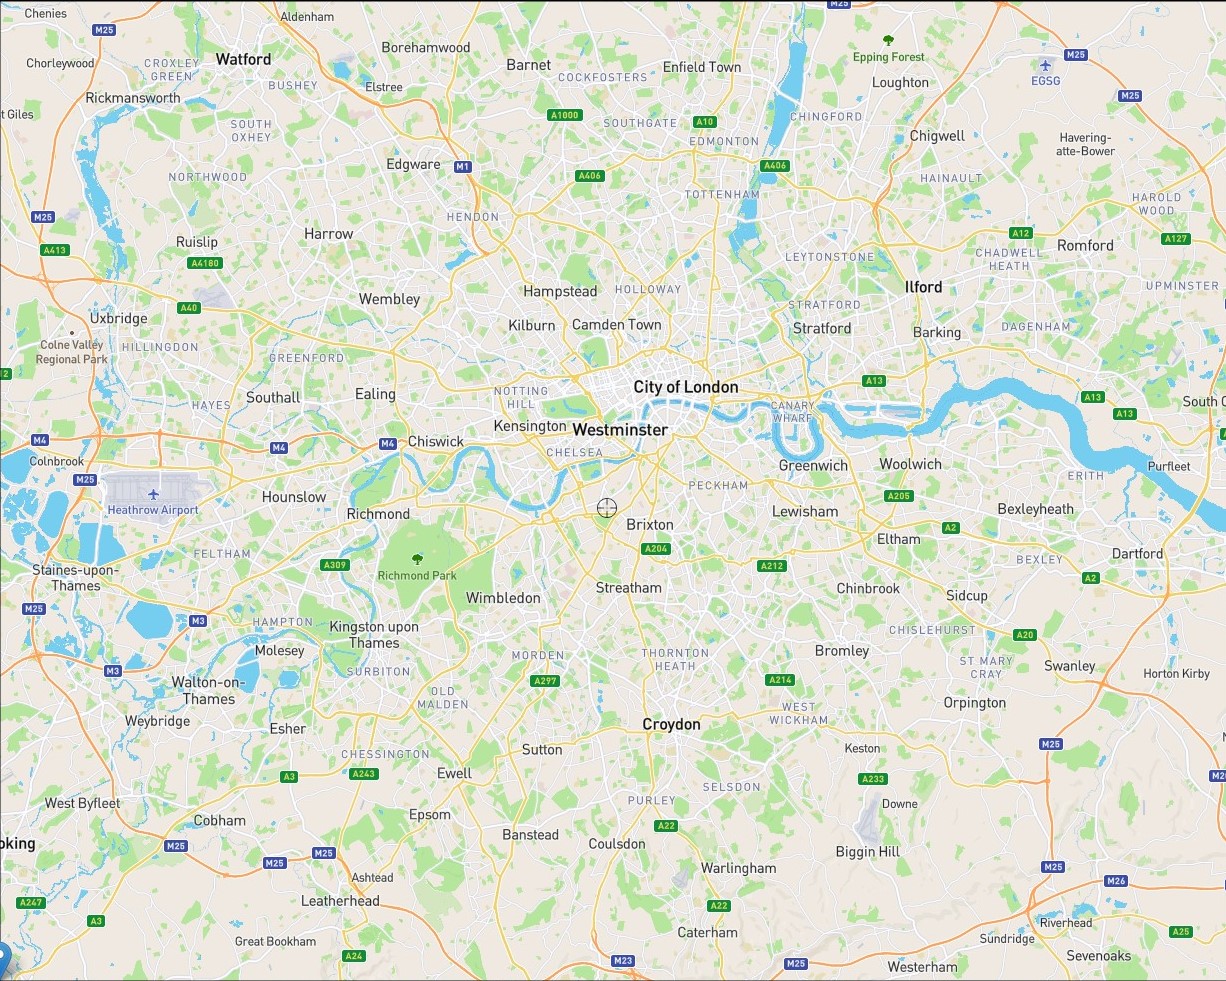 Chenies
M25
Aldenham
M25
Chorleywood
CROXLEY
GREEN
Watford
Borehamwood
Barnet
COCKFOSTERS
Enfield Town
Epping Forest
M25
EGSG
Loughton
M25
Rickmansworth
BUSHEY
Elstree
t Giles
SOUTH
OXHEY
A1000
SOUTHGATE
A10
EDMONTON
CHINGFORD
Chigwell
Havering-
atte-Bower
Edgware
M1
A406
A406
NORTHWOOD
TOTTENHAM
HAINAULT
HAROLD
WOOD
M25
HENDON
A413
Ruislip
Harrow
A4180
LEYTONSTONE
A12
CHADWELL
HEATH
Romford
A127
Wembley
Hampstead
HOLLOWAY
Ilford
UPMINSTER
A40
Uxbridge
Kilburn
Camden Town
STRATFORD
Stratford
Barking
DAGENHAM
Colne Valley
Regional Park
HILLINGDON
GREENFORD
12
NOTTING
HILL
City of London
A13
A13
A13
South O
HAYES
Southall
Ealing
CANARY
WHARF
Kensington
Westminster
M4
M4
M4
Chiswick
CHELSEA
Colnbrook
M25
Greenwich
Woolwich
ERITH
Purfleet
Heathrow Airport
Hounslow
Richmond
PECKHAM
A205
Lewisham
Bexleyheath
Brixton
A2
Eltham
FELTHAM
A309
Richmond Park
A204
A212
BEXLEY
Dartford
A2
Staines-upon-
Thames
Wimbledon
Streatham
Chinbrook
Sidcup
M25
M3
HAMPTON
Kingston upon
Thames
CHISLEHURST
A20
Molesey
M3
SURBITON
MORDEN
THORNTON
HEATH
Bromley
ST MARY
CRAY
Swanley
Horton Kirby
Walton-on-
Thames
OLD
MALDEN
A297
A214
Weybridge
Esher
Croydon
WEST
WICKHAM
Orpington
CHESSINGTON
Sutton
Keston
M25
A3
A243
Ewell
SELSDON
A233
M2
West Byfleet
Cobham
Epsom
PURLEY
A22
Downe
oking
M25
M25
M25
Banstead
Coulsdon
Biggin Hill
Warlingham
M25
M26
Ashtead
Leatherhead
A247
A3
A22
Riverhead
A25
Caterham
Great Bookham
Sundridge
A24
M23
M25
Westerham
Sevenoaks